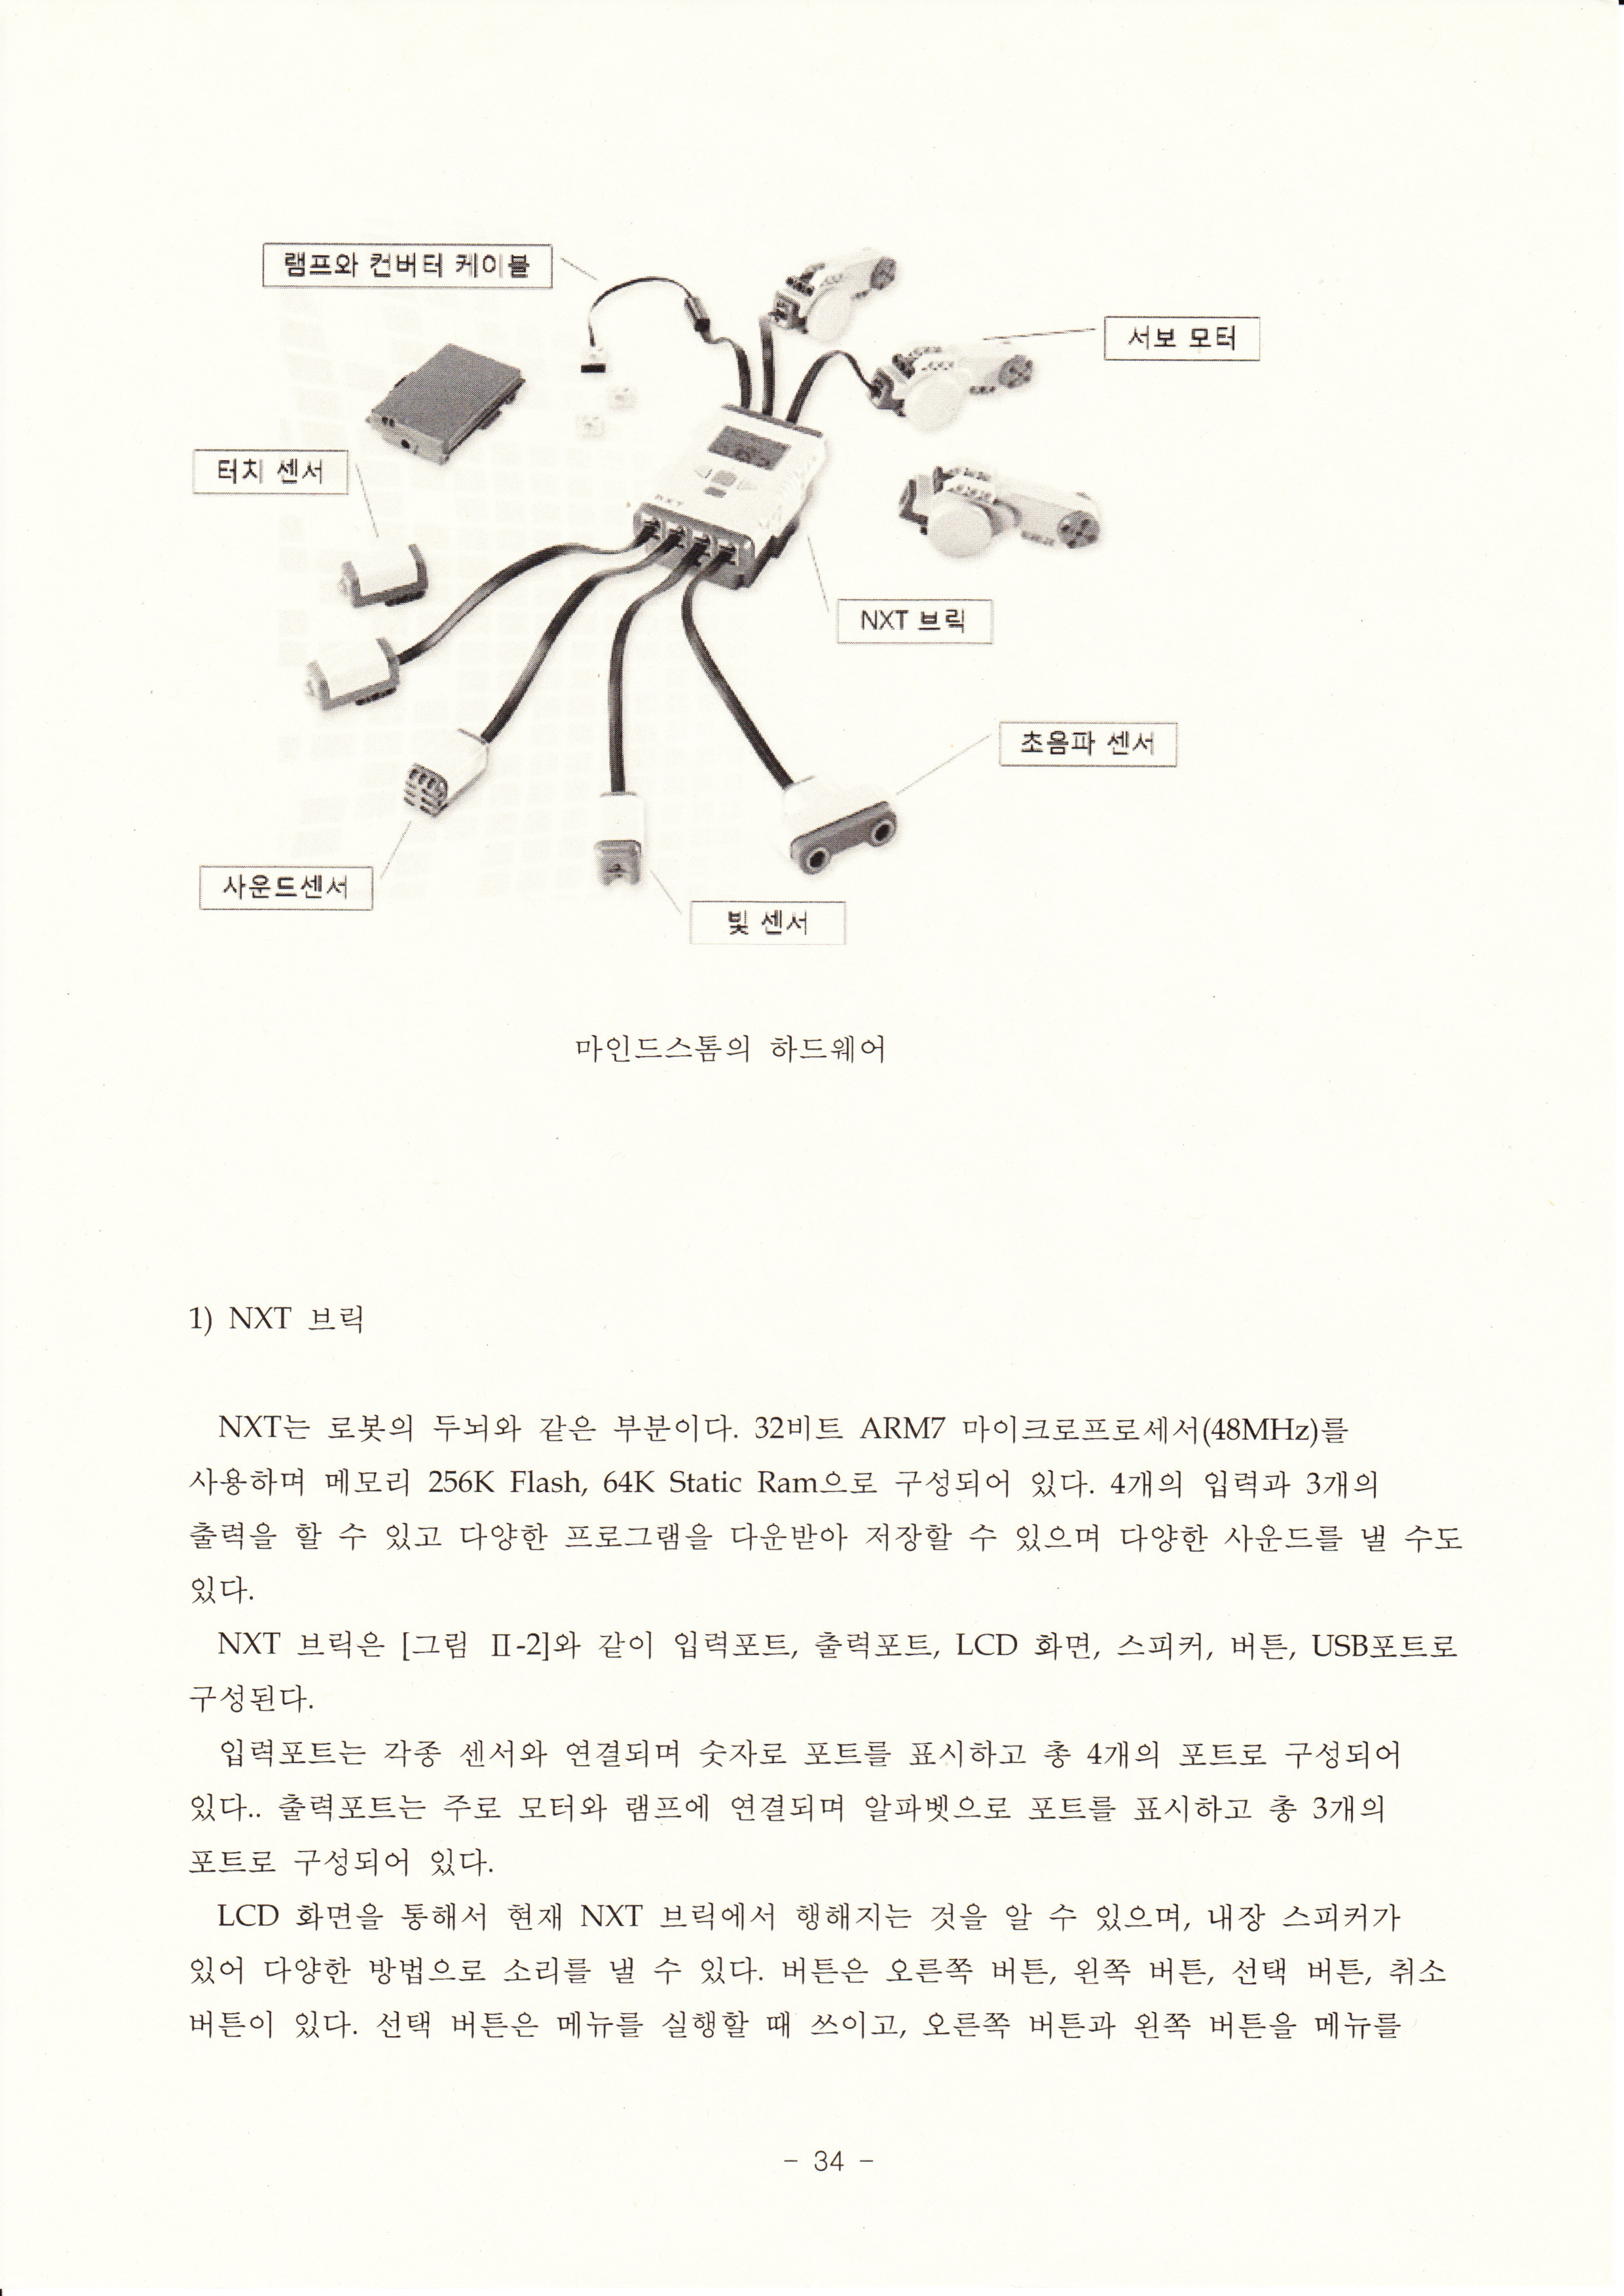 램프와 컨버터 케이블
서보 모터
터치 센서
NXT
NXT 브릭
초음파 센서
사운드센서
빛 센서
마인드스톰의 하드웨어
1) NXT 브릭
NXT는 로봇의 두뇌와 같은 부분이다. 32비트 ARM7 마이크로프로세서(48MHz)를
사용하며 메모리 256K Flash, 64K Static Ram으로 구성되어 있다. 4개의 입력과 3개의
출력을 할 수 있고 다양한 프로그램을 다운받아 저장할 수 있으며 다양한 사운드를 낼 수도
있다.
NXT 브릭은 [그림 Ⅱ-2]와 같이 입력포트, 출력포트, LCD 화면, 스피커, 버튼, USB포트로
구성된다.
입력포트는 각종 센서와 연결되며 숫자로 포트를 표시하고 총 4개의 포트로 구성되어
있다.. 출력포트는 주로 모터와 램프에 연결되며 알파벳으로 포트를 표시하고 총 3개의
포트로 구성되어 있다.
LCD 화면을 통해서 현재 NXT 브릭에서 행해지는 것을 알 수 있으며, 내장 스피커가
있어 다양한 방법으로 소리를 낼 수 있다. 버튼은 오른쪽 버튼, 왼쪽 버튼, 선택 버튼, 취소
버튼이 있다. 선택 버튼은 메뉴를 실행할 때 쓰이고, 오른쪽 버튼과 왼쪽 버튼을 메뉴를
- 34 -